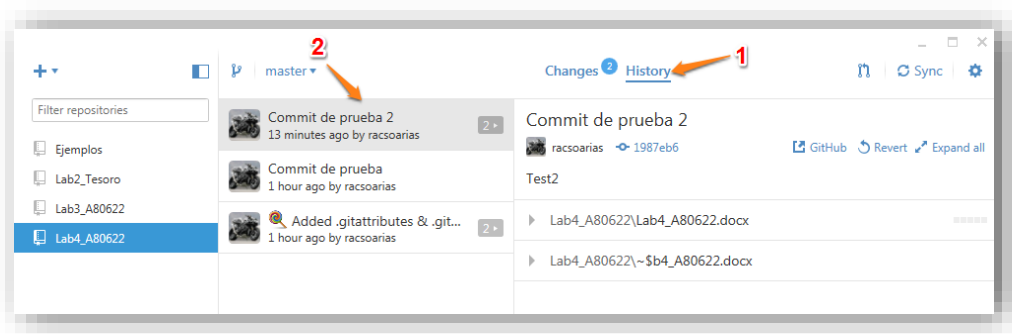 2
1
master
Changes 2 History
Sync
Filter repositories
Ejemplos
Lab2_Tesoro
Lab3_A80622
Lab4_A80622
Commit de prueba 2
13 minutes ago by racsoarias
2
Commit de prueba
1 hour ago by racsoarias
Added .gitattributes & .git...
1 hour ago by racsoarias
2
Commit de prueba 2
racsoarias 1987eb6
GitHub Revert Expand all
Test2
Lab4_A80622\Lab4_A80622.docx
Lab4_A80622\~$b4_A80622.docx